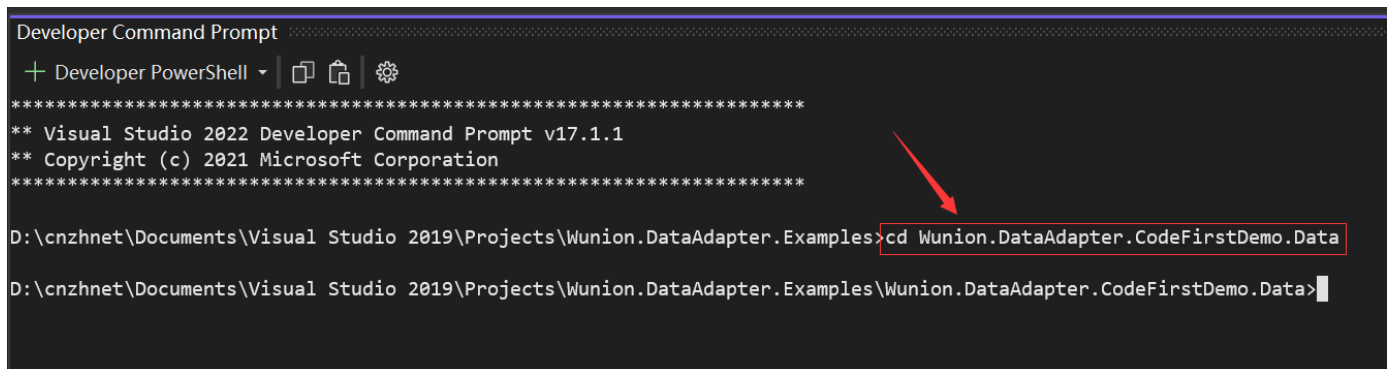 Developer Command Prompt
Developer PowerShell
**********************************************************************
** Visual Studio 2022 Developer Command Prompt v17.1.1
** Copyright (c) 2021 Microsoft Corporation
**********************************************************************
D:\cnzhnet\Documents\Visual Studio 2019\Projects\Wunion.DataAdapter.Examples>cd Wunion.DataAdapter.CodeFirstDemo.Data
D:\cnzhnet\Documents\Visual Studio 2019\Projects\Wunion.DataAdapter.Examples\Wunion.DataAdapter.CodeFirstDemo.Data>